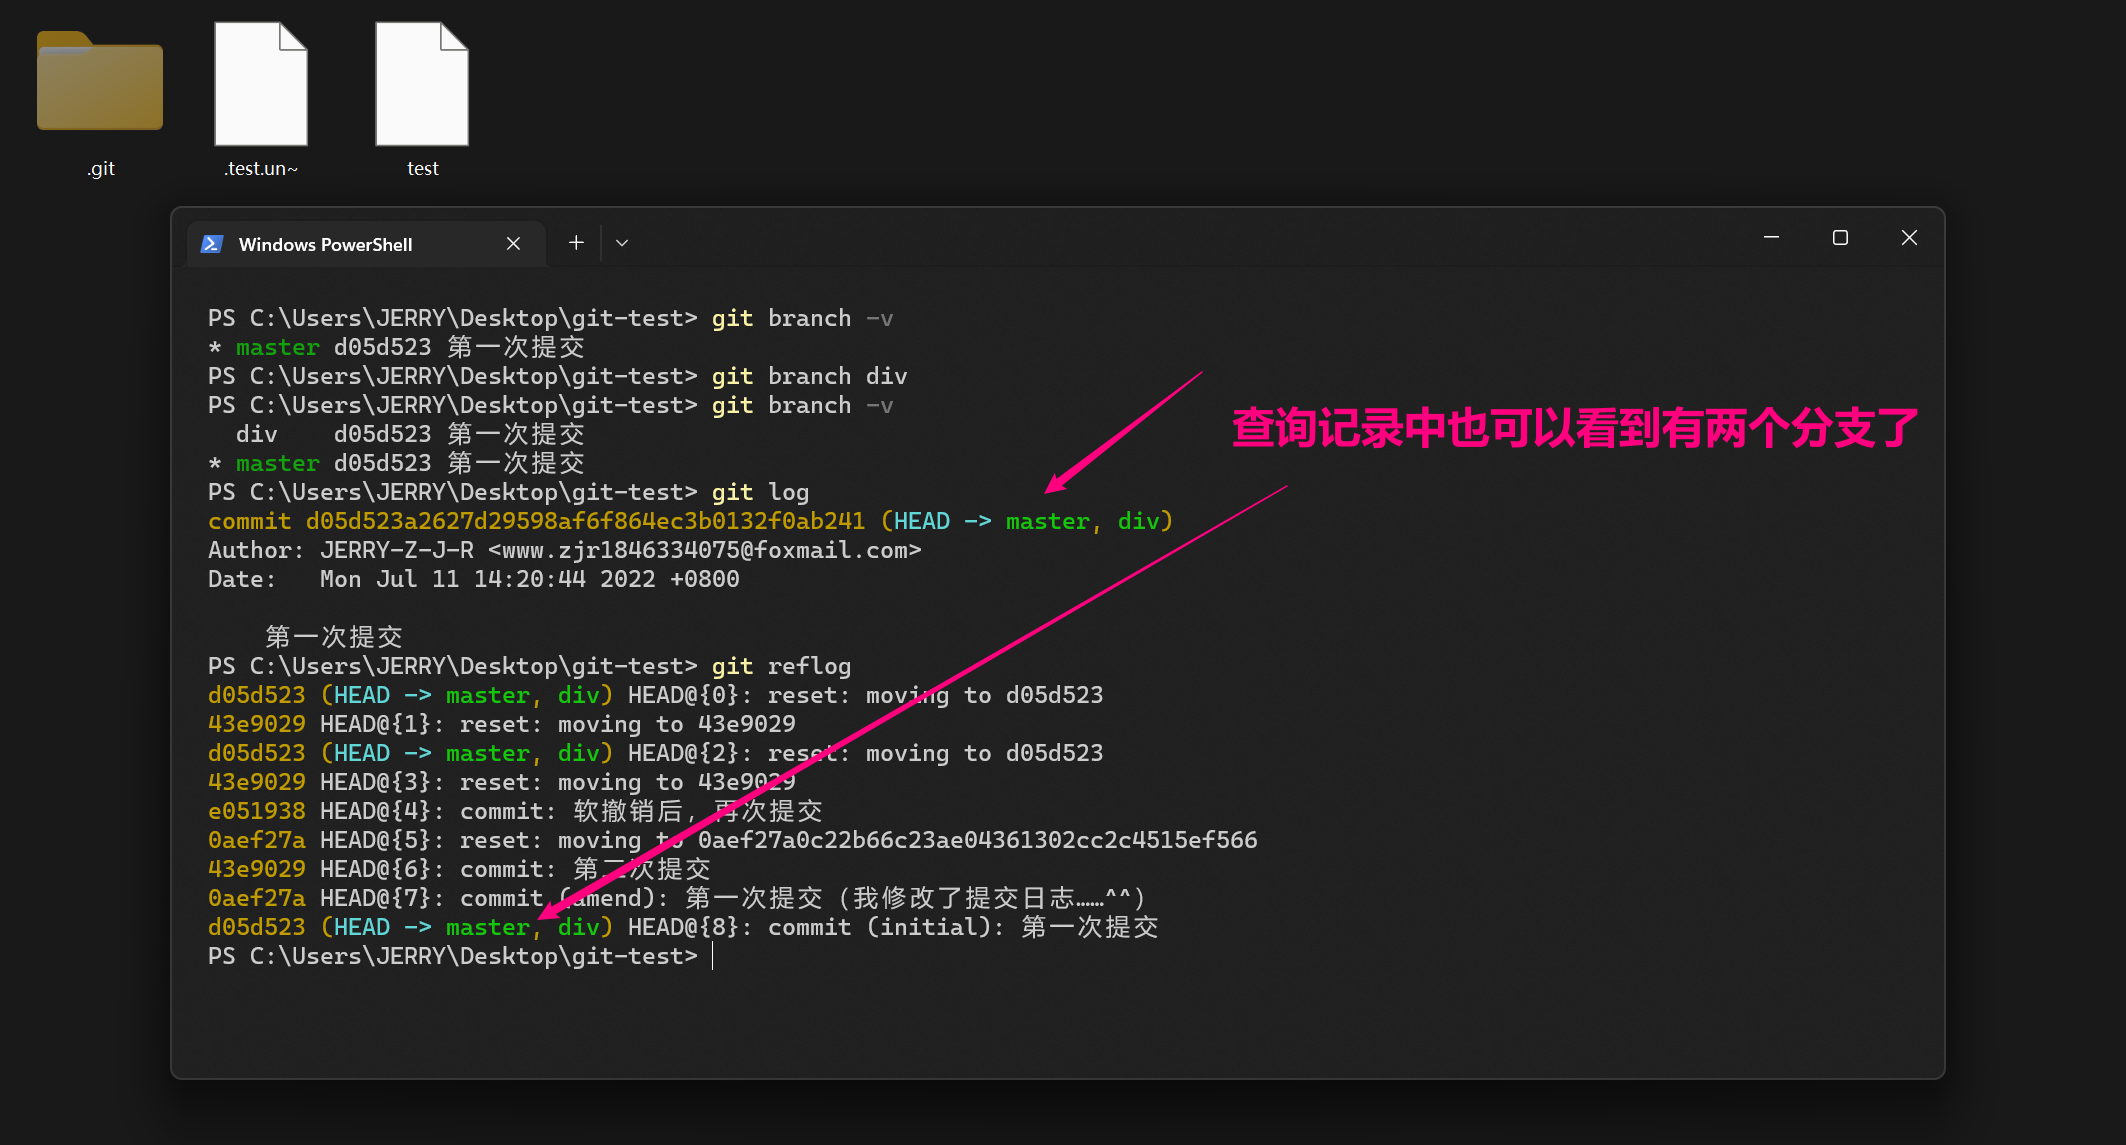 .git
.test.un~
test
Windows PowerShell
PS C:\Users\JERRY\Desktop\git-test> git branch -v
* master d05d523 第一次提交
PS C:\Users\JERRY\Desktop\git-test> git branch div
PS C:\Users\JERRY\Desktop\git-test> git branch -v
  div    d05d523 第一次提交
* master d05d523 第一次提交
查询记录中也可以看到有两个分支了
PS C:\Users\JERRY\Desktop\git-test> git log
commit d05d523a2627d29598af6f864ec3b0132f0ab241 (HEAD -> master, div)
Author: JERRY-Z-J-R <www.zjr1846334075@foxmail.com>
Date:   Mon Jul 11 14:20:44 2022 +0800
    第一次提交
PS C:\Users\JERRY\Desktop\git-test> git reflog
d05d523 (HEAD -> master, div) HEAD@{0}: reset: moving to d05d523
43e9029 HEAD@{1}: reset: moving to 43e9029
d05d523 (HEAD -> master, div) HEAD@{2}: reset: moving to d05d523
43e9029 HEAD@{3}: reset: moving to 43e9029
e051938 HEAD@{4}: commit: 软撤销后，再次提交
0aef27a HEAD@{5}: reset: moving to 0aef27a0c22b66c23ae04361302cc2c4515ef566
43e9029 HEAD@{6}: commit: 第二次提交
0aef27a HEAD@{7}: commit (amend): 第一次提交（我修改了提交日志……^^）
d05d523 (HEAD -> master, div) HEAD@{8}: commit (initial): 第一次提交
PS C:\Users\JERRY\Desktop\git-test>